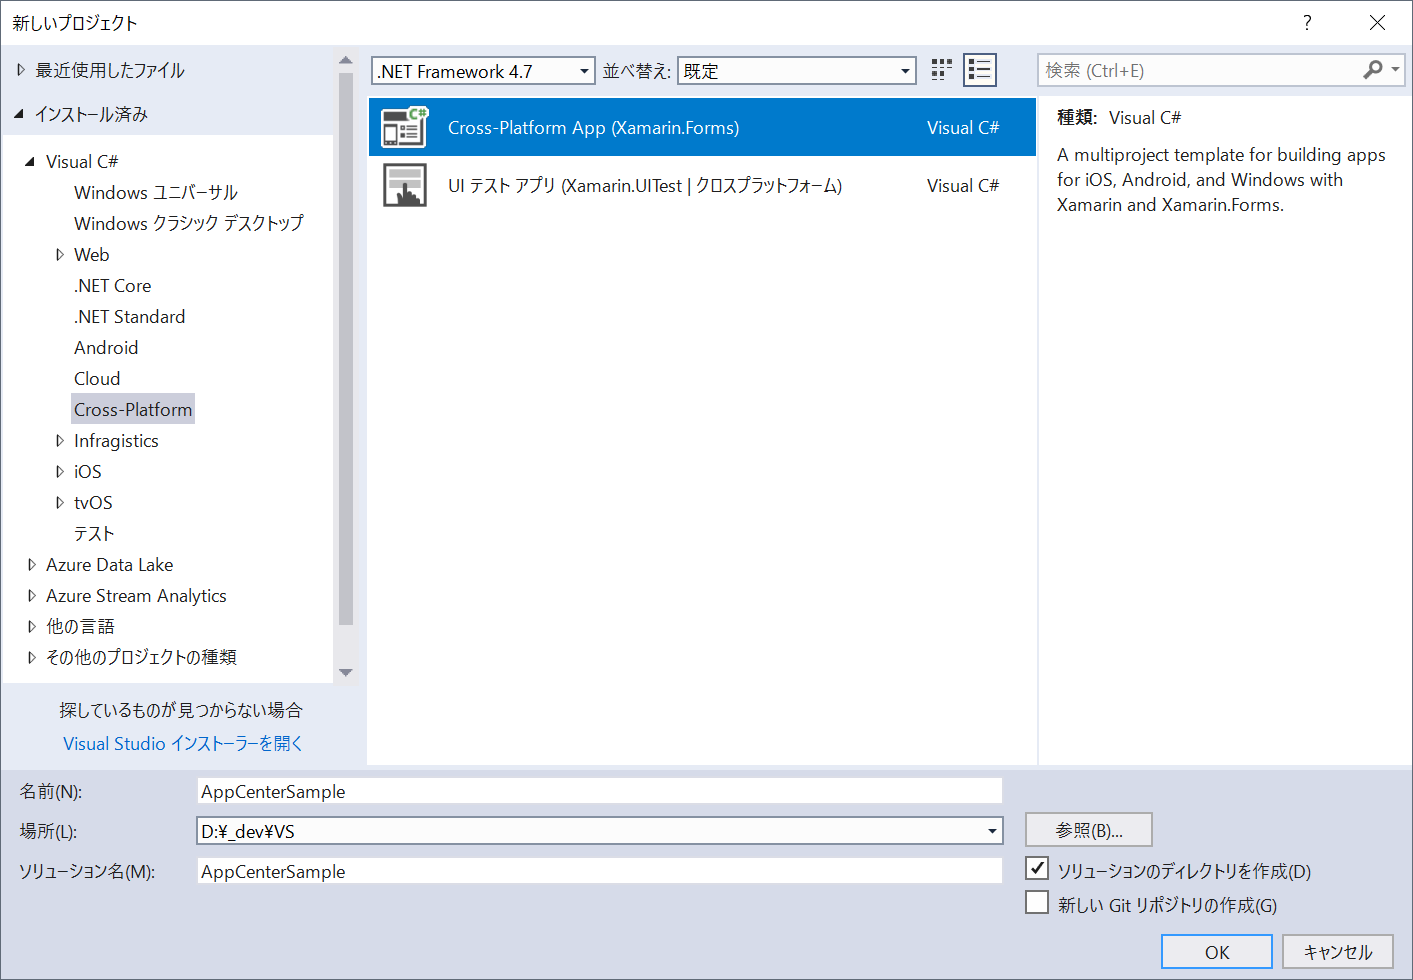 新しいプロジェクト
?
最近使用したファイル
インストール済み
Visual C#
Windows ユニバーサル
Windows クラシック デスクトップ
Web
.NET Core
.NET Standard
Android
Cloud
Cross-Platform
Infragistics
iOS
tvOS
テスト
Azure Data Lake
Azure Stream Analytics
他の言語
その他のプロジェクトの種類
探しているものが見つからない場合
Visual Studio インストーラーを開く
.NET Framework 4.7
並べ替え:
既定
C#
Cross-Platform App (Xamarin.Forms)
Visual C#
UI テスト アプリ (Xamarin.UITest | クロスプラットフォーム)
Visual C#
検索 (Ctrl+E)
種類: Visual C#
A multiproject template for building apps
for iOS, Android, and Windows with
Xamarin and Xamarin.Forms.
名前(N):
AppCenterSample
場所(L):
D:¥_dev¥VS
参照(B)...
ソリューション名(M):
AppCenterSample
ソリューションのディレクトリを作成(D)
新しい Git リポジトリの作成(G)
OK
キャンセル